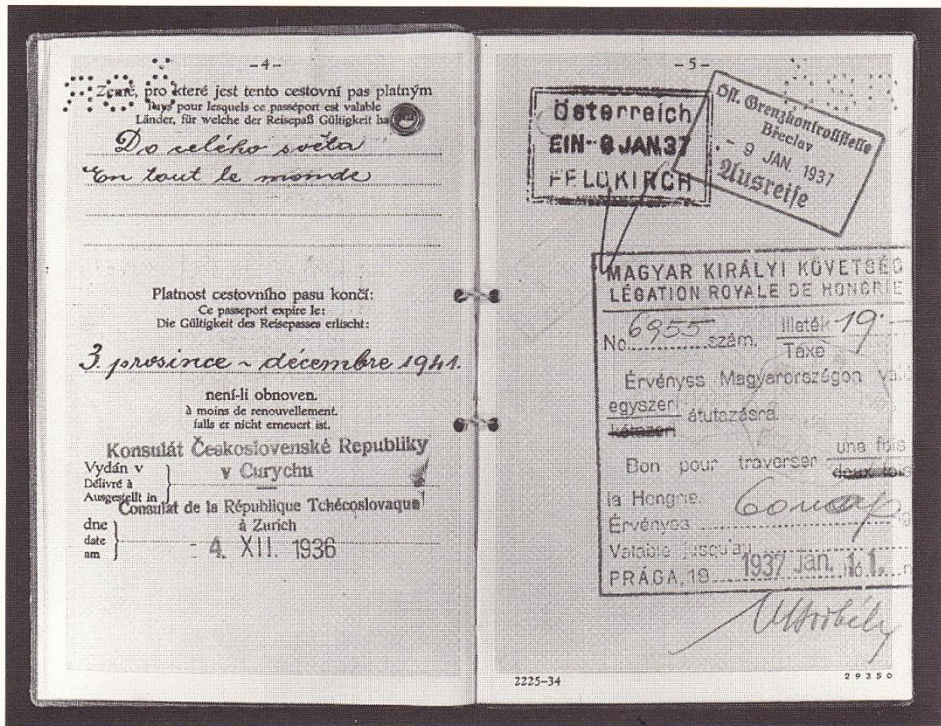 -4-
Země, pro které jest tento cestovní pas platným
Pays pour lesquels ce passeport est valable
Länder, für welche der Reisepaß Gültigkeit ha
Do celého světa
En tout le monde
Platnost cestovního pasu končí:
Ce passeport expire le:
Die Gültigkeit des Reisepasses erlischt:
3. prosince ~ décembre 1941.
není-li obnoven.
à moins de renouvellement.
falls er nicht erneuert ist.
Konsulát Československé Republiky
Vydán v
v Curychu
Délivré à
Ausgestellt in
Consulat de la République Tchécoslovaque
dne
à Zurich
date
4. XII. 1936
am
-5-
Österreich
EIN- 9 JAN.37
FELDKIRCH
Öst. Grenzkontrollstelle
Břeclav
- 9 JAN. 1937
Ausreise
MAGYAR KIRÁLYI KÖVETSÉG
LÉGATION ROYALE DE HONGRIE
No. 6955 szám. Illeték 19.-
Taxe
Érvényes Magyarországon való
egyszeri
kétszeri átutazásra.
Bon pour traverser une fois
deux fois
la Hongrie.
Érvényes
Valable jusqu'au
PRÁGA, 19 1937 Jan. 11.
2225-34
29350